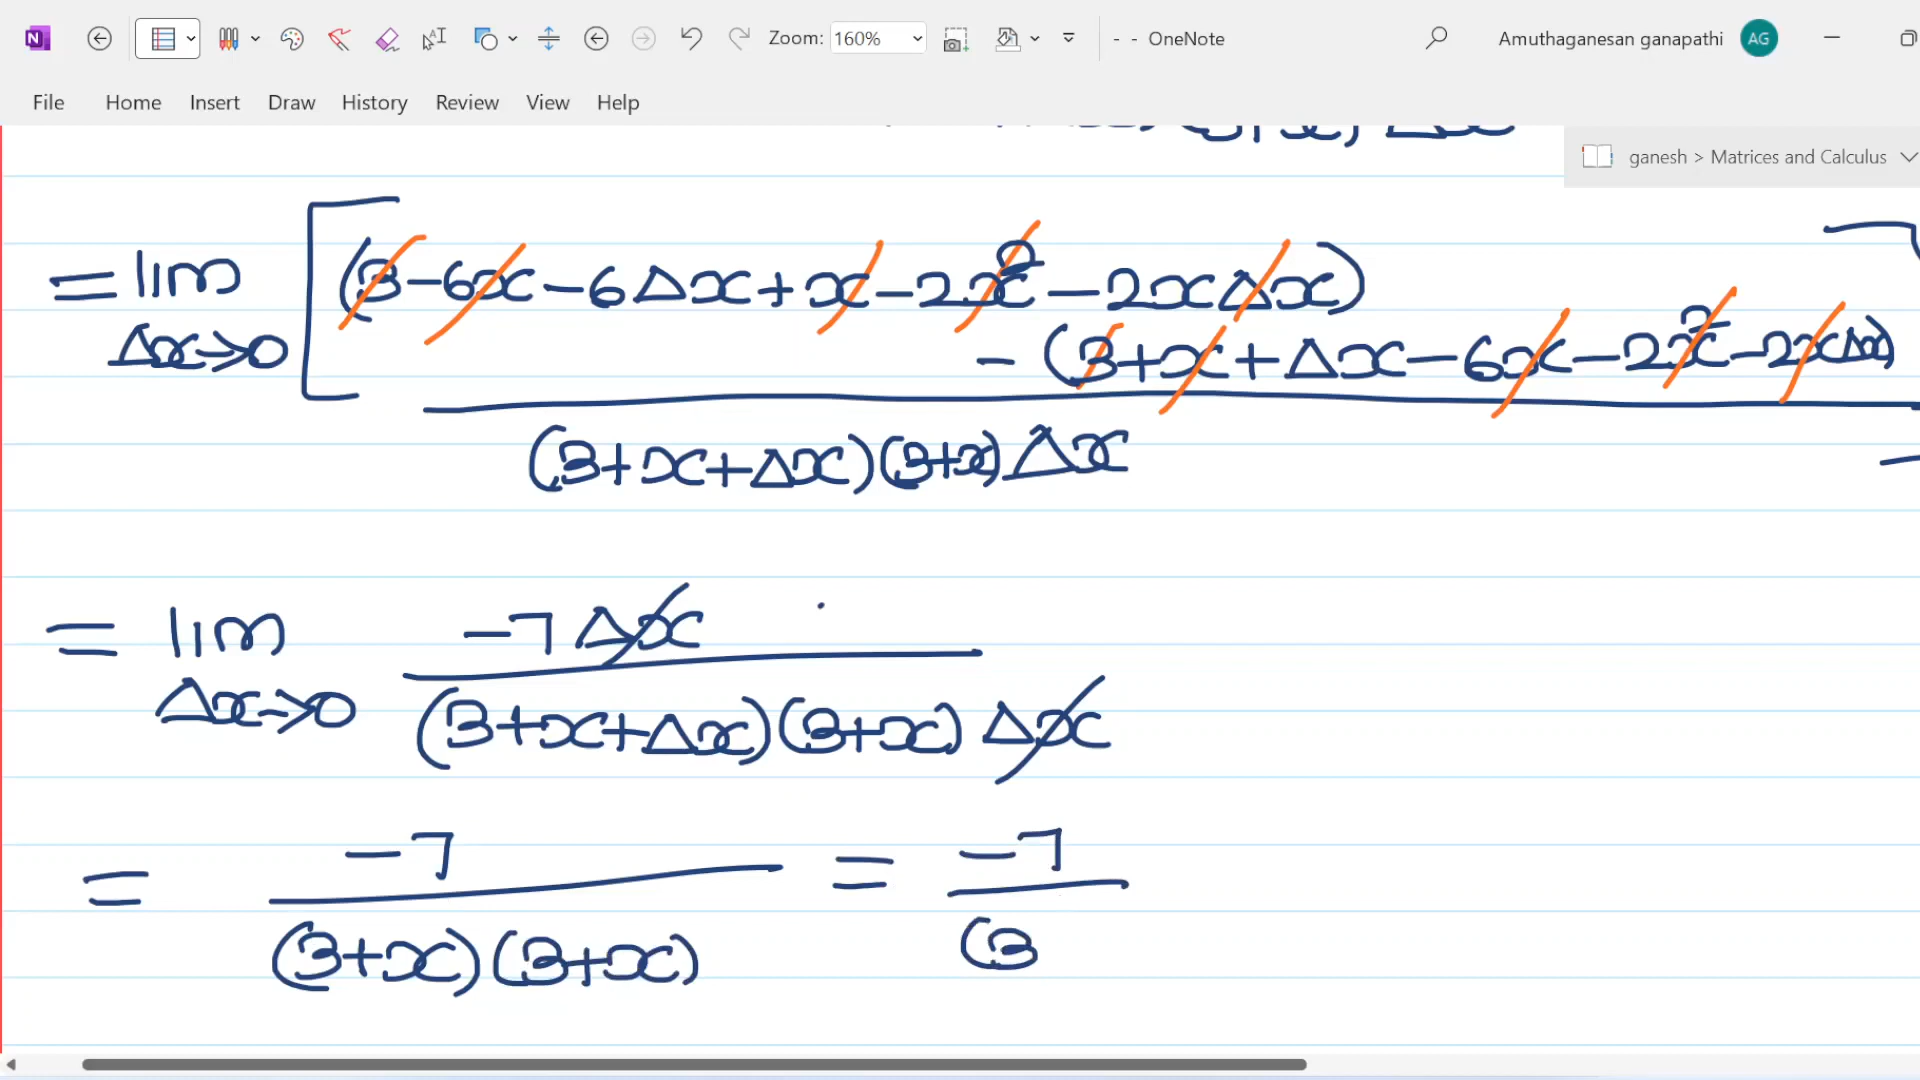 Zoom: 160% - - OneNote Amuthaganesan ganapathi AG
File Home Insert Draw History Review View Help
ganesh > Matrices and Calculus
= lim [(3-6x-6Δx+x-2x²-2xΔx)
Δx→0 -(3+x+Δx-6x-2x²-2xΔx)
(3+x+Δx)(3+x)Δx
= lim -7Δx
Δx→0 (3+x+Δx)(3+x)Δx
= -7 = -7
(3+x)(3+x) (3